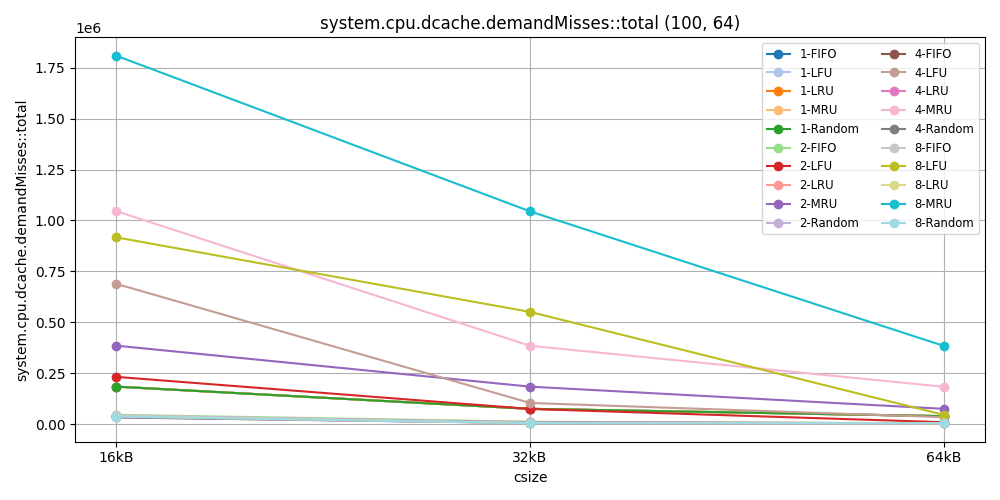 system.cpu.dcache.demandMisses::total (100, 64)
1e6
system.cpu.dcache.demandMisses::total
1.75
1.50
1.25
1.00
0.75
0.50
0.25
0.00
1-FIFO
1-LFU
1-LRU
1-MRU
1-Random
2-FIFO
2-LFU
2-LRU
2-MRU
2-Random
4-FIFO
4-LFU
4-LRU
4-MRU
4-Random
8-FIFO
8-LFU
8-LRU
8-MRU
8-Random
16kB
32kB
64kB
csize